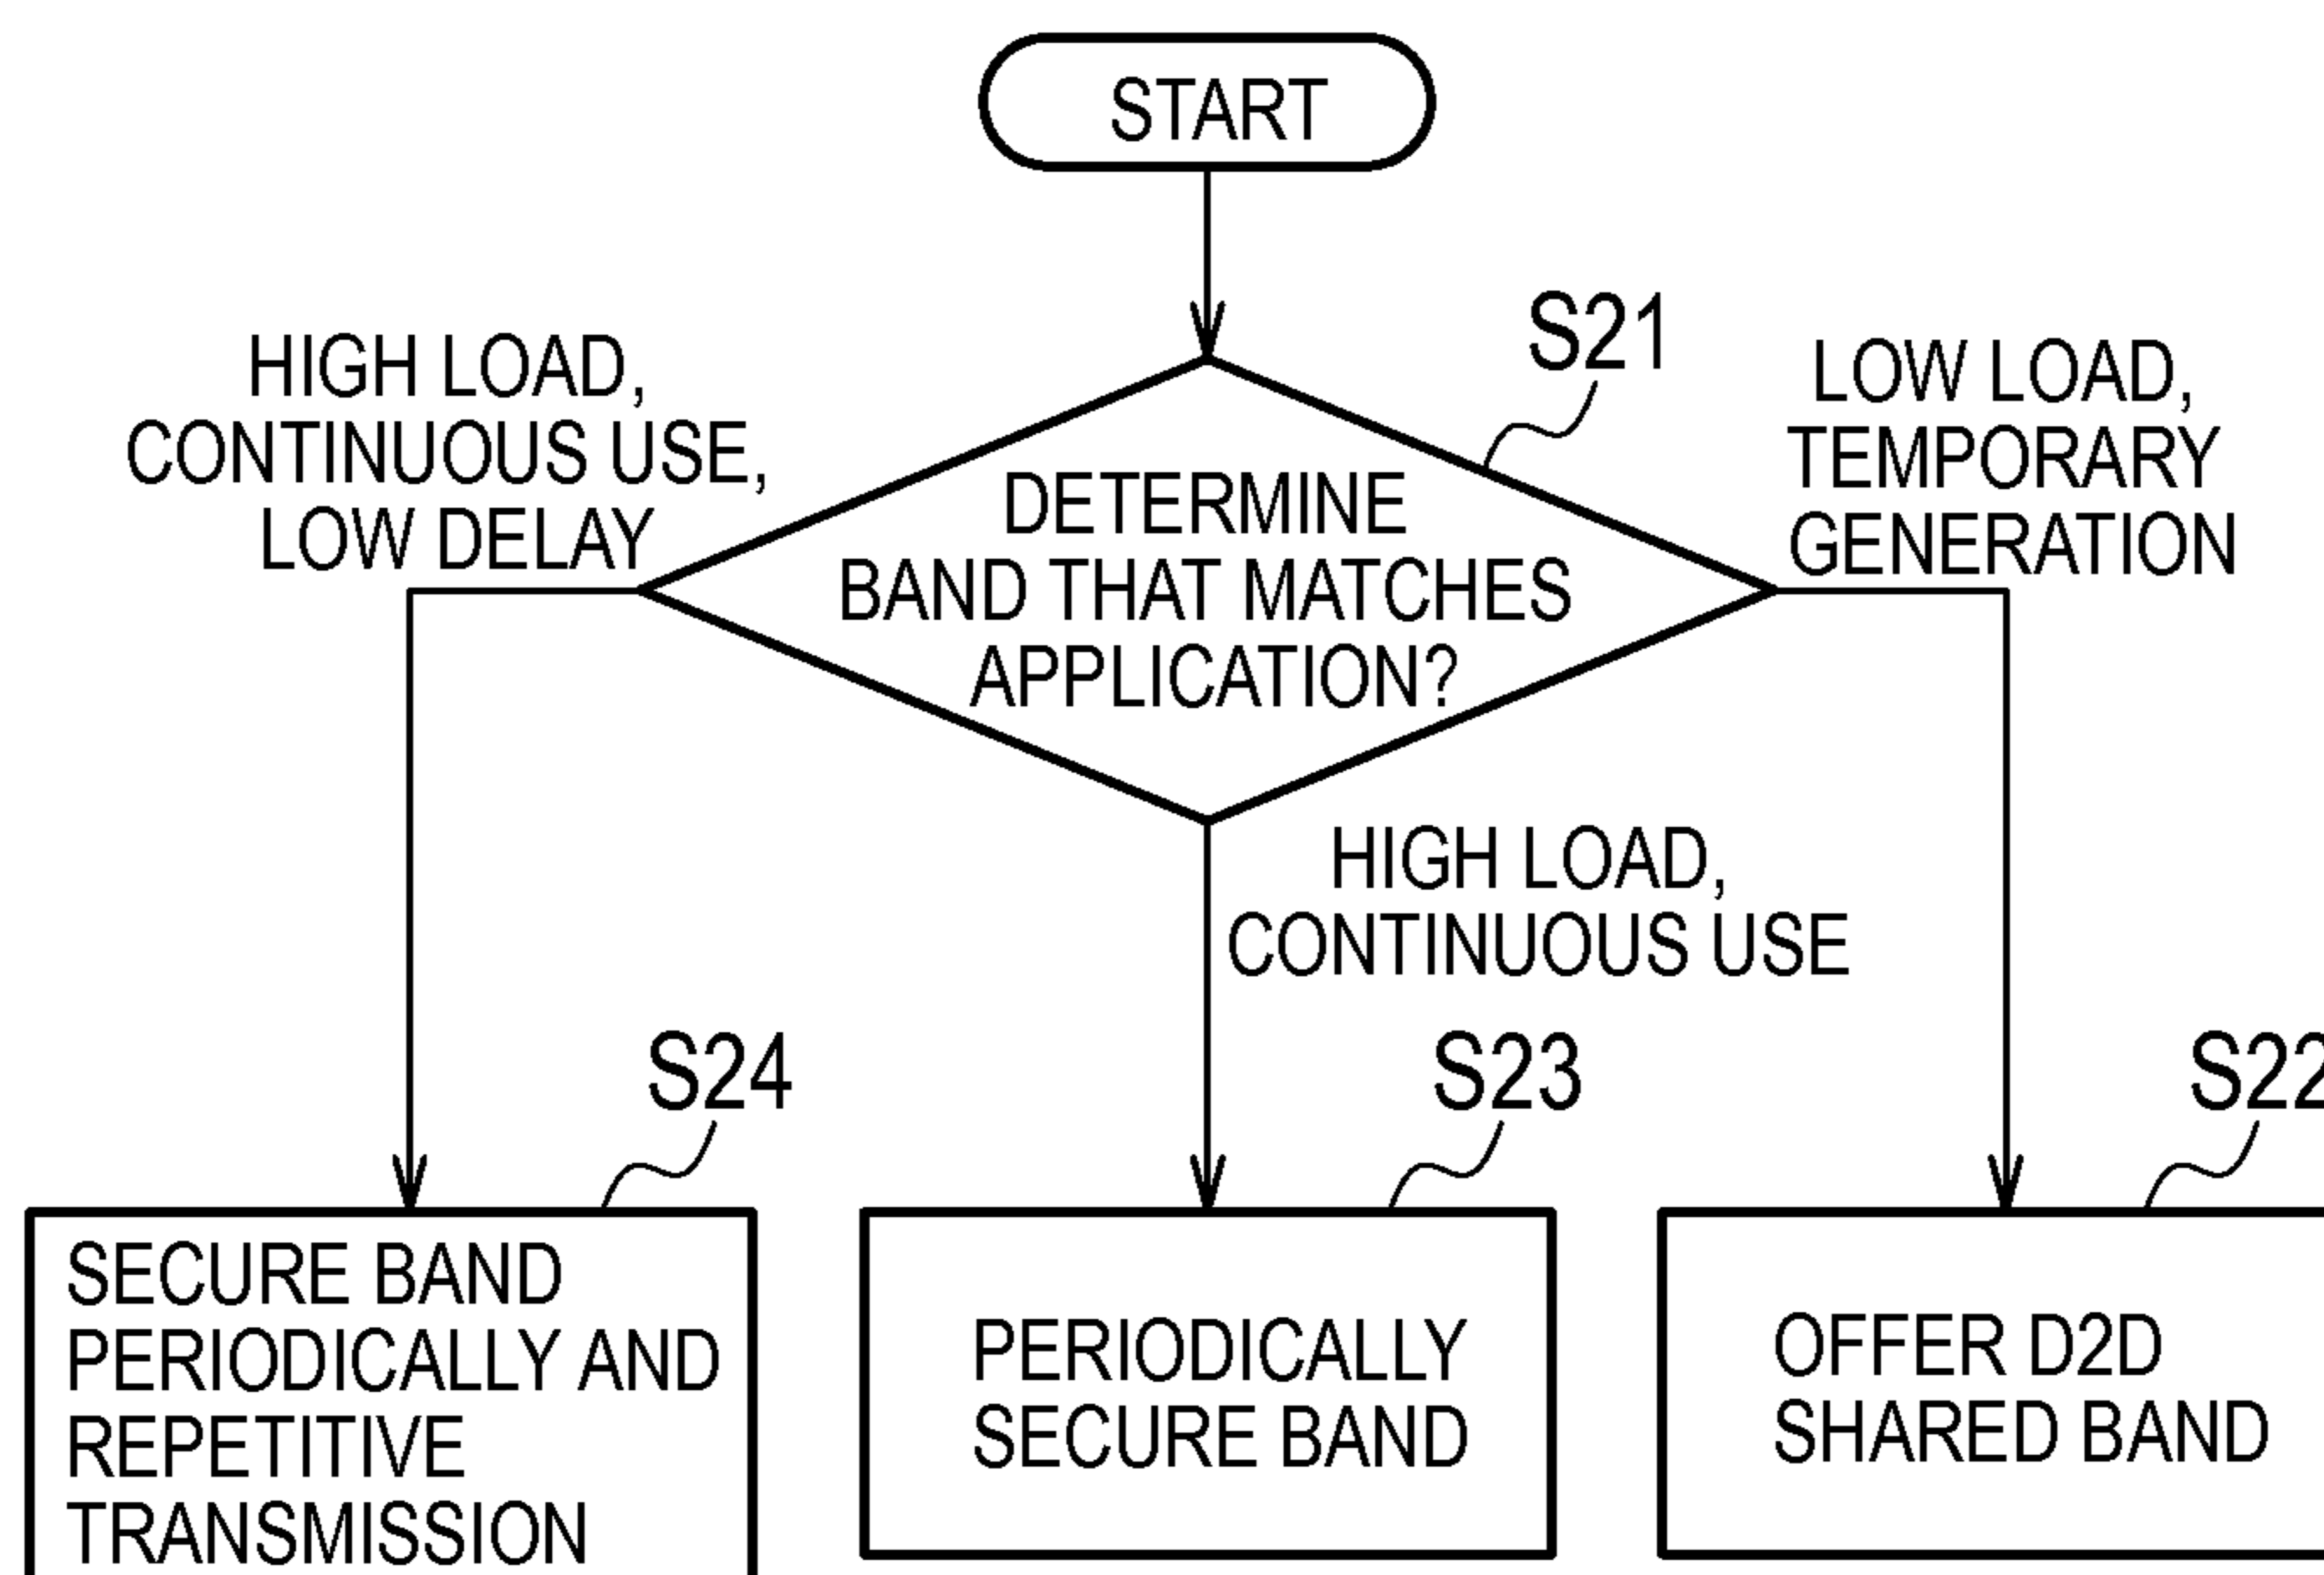 START
S21
HIGH LOAD,
CONTINUOUS USE,
LOW DELAY
DETERMINE
BAND THAT MATCHES
APPLICATION?
LOW LOAD,
TEMPORARY
GENERATION
HIGH LOAD,
CONTINUOUS USE
S24
SECURE BAND
PERIODICALLY AND
REPETITIVE
TRANSMISSION
S23
PERIODICALLY
SECURE BAND
S22
OFFER D2D
SHARED BAND